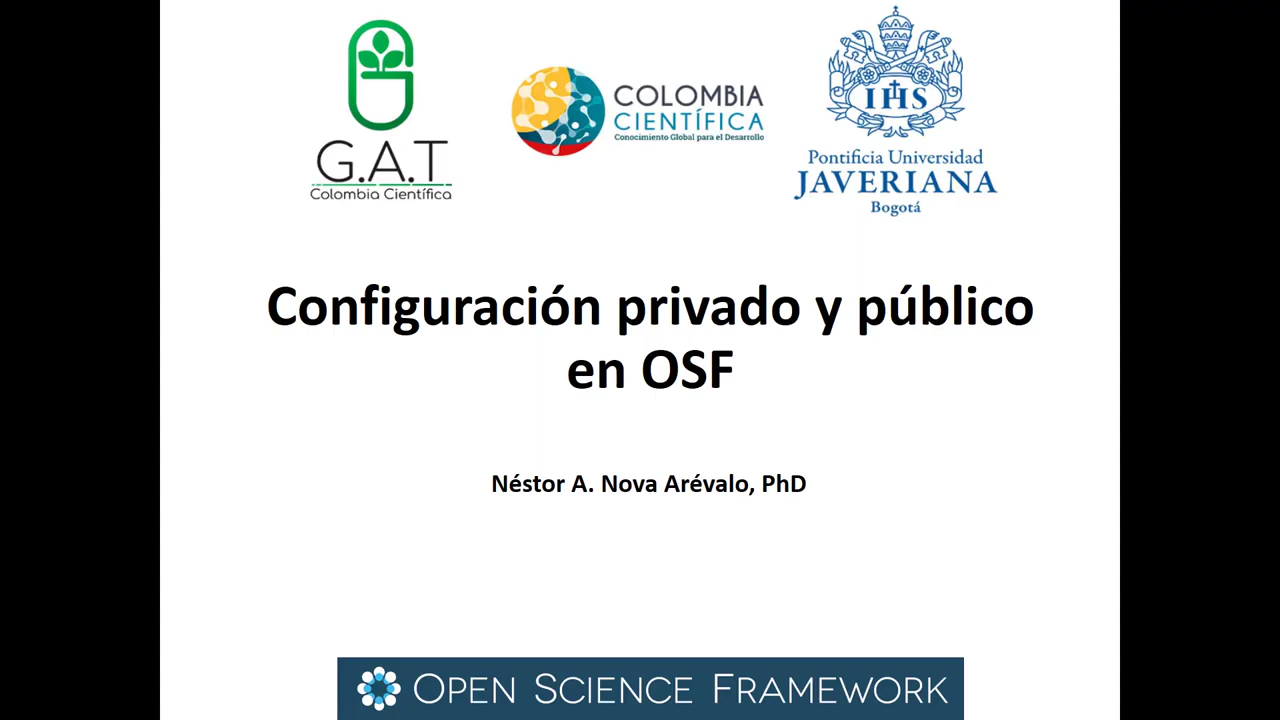 G.A.T
Colombia Científica
COLOMBIA
CIENTÍFICA
Conocimiento Global para el Desarrollo
IHS
Pontificia Universidad
JAVERIANA
Bogotá
Configuración privado y público
en OSF
Néstor A. Nova Arévalo, PhD
OPEN SCIENCE FRAMEWORK